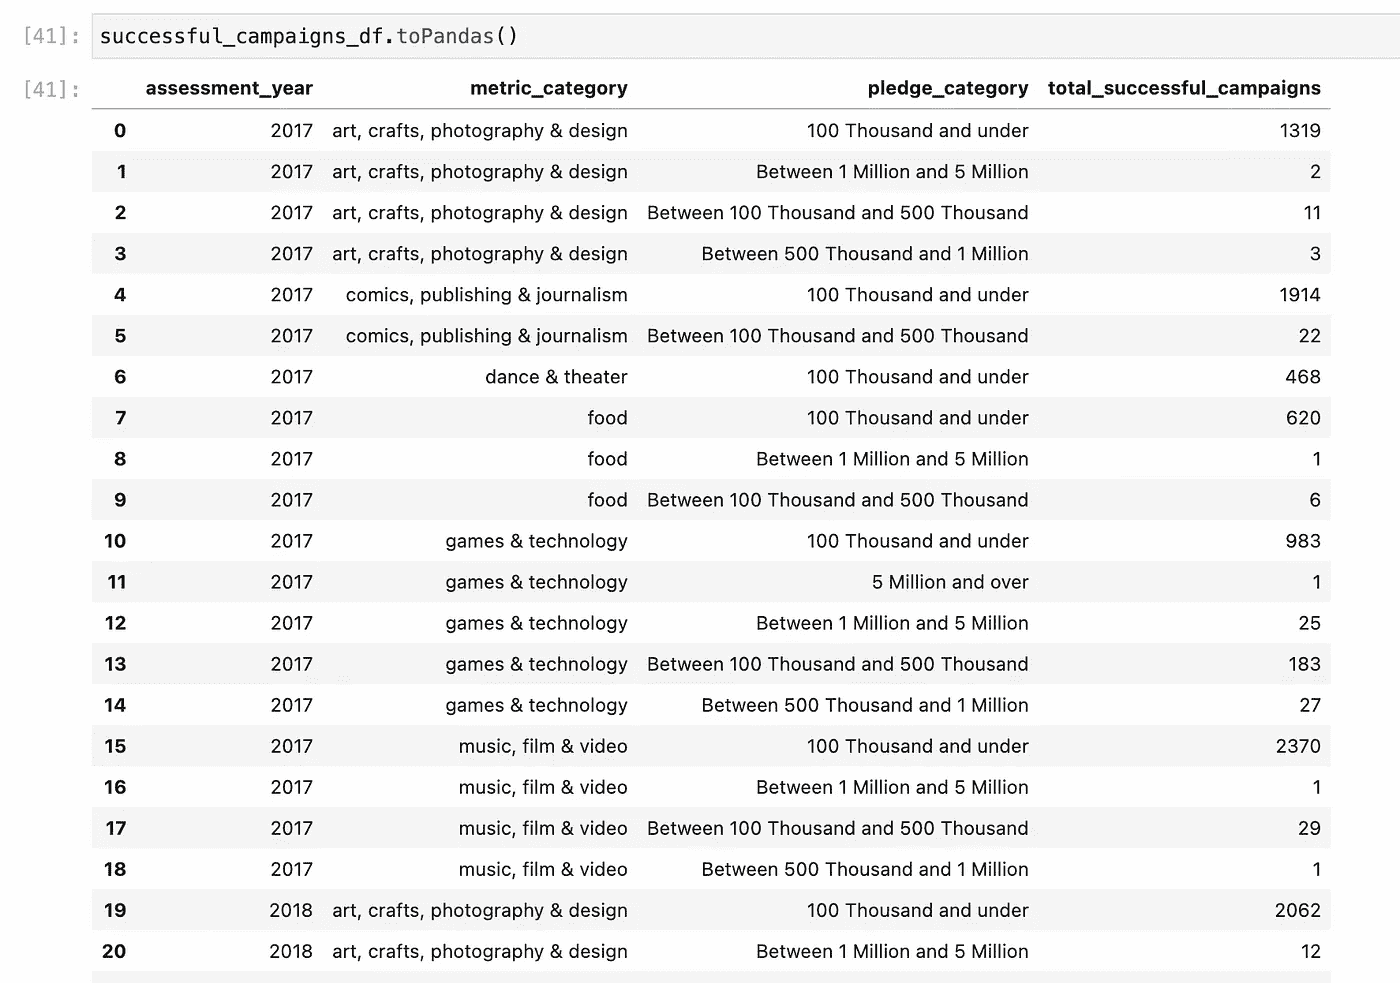 [41]: successful_campaigns_df.toPandas()
[41]: assessment_year metric_category pledge_category total_successful_campaigns
0 2017 art, crafts, photography & design 100 Thousand and under 1319
1 2017 art, crafts, photography & design Between 1 Million and 5 Million 2
2 2017 art, crafts, photography & design Between 100 Thousand and 500 Thousand 11
3 2017 art, crafts, photography & design Between 500 Thousand and 1 Million 3
4 2017 comics, publishing & journalism 100 Thousand and under 1914
5 2017 comics, publishing & journalism Between 100 Thousand and 500 Thousand 22
6 2017 dance & theater 100 Thousand and under 468
7 2017 food 100 Thousand and under 620
8 2017 food Between 1 Million and 5 Million 1
9 2017 food Between 100 Thousand and 500 Thousand 6
10 2017 games & technology 100 Thousand and under 983
11 2017 games & technology 5 Million and over 1
12 2017 games & technology Between 1 Million and 5 Million 25
13 2017 games & technology Between 100 Thousand and 500 Thousand 183
14 2017 games & technology Between 500 Thousand and 1 Million 27
15 2017 music, film & video 100 Thousand and under 2370
16 2017 music, film & video Between 1 Million and 5 Million 1
17 2017 music, film & video Between 100 Thousand and 500 Thousand 29
18 2017 music, film & video Between 500 Thousand and 1 Million 1
19 2018 art, crafts, photography & design 100 Thousand and under 2062
20 2018 art, crafts, photography & design Between 1 Million and 5 Million 12